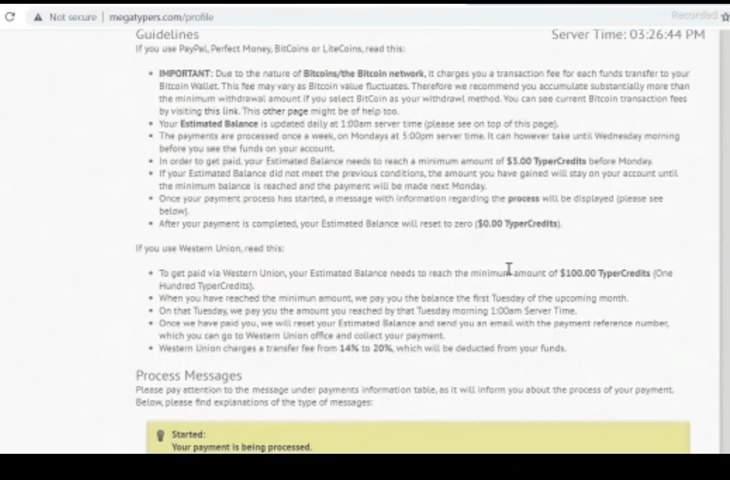 Not secure | megatypers.com/profile
Recorded
Guidelines
Server Time: 03:26:44 PM
If you use PayPal, Perfect Money, BitCoins or LiteCoins, read this:
IMPORTANT: Due to the nature of Bitcoins/the Bitcoin network, it charges you a transaction fee for each funds transfer to your
Bitcoin Wallet. This fee may vary as Bitcoin value fluctuates. Therefore we recommend you accumulate substantially more than
the minimum withdrawal amount if you select BitCoin as your withdrawl method. You can see current Bitcoin transaction fees
by visiting this link. This other page might be of help too.
Your Estimated Balance is updated daily at 1:00am server time (please see on top of this page).
The payments are processed once a week, on Mondays at 5:00pm server time. It can however take until Wednesday morning
before you see the funds on your account.
In order to get paid, your Estimated Balance needs to reach a minimum amount of $3.00 TyperCredits before Monday.
If your Estimated Balance did not meet the previous conditions, the amount you have gained will stay on your account until
the minimum balance is reached and the payment will be made next Monday.
Once your payment process has started, a message with information regarding the process will be displayed (please see
below).
After your payment is completed, your Estimated Balance will reset to zero ($0.00 TyperCredits).
If you use Western Union, read this:
To get paid via Western Union, your Estimated Balance needs to reach the minimum amount of $100.00 TyperCredits (One
Hundred TyperCredits).
When you have reached the minimun amount, we pay you the balance the first Tuesday of the upcoming month.
On that Tuesday, we pay you the amount you reached by that Tuesday morning 1:00am Server Time.
Once we have paid you, we will reset your Estimated Balance and send you an email with the payment reference number,
which you can go to Western Union office and collect your payment.
Western Union charges a transfer fee from 14% to 20%, which will be deducted from your funds.
Process Messages
Please pay attention to the message under payments information table, as it will inform you about the process of your payment.
Below, please find explanations of the type of messages:
Started:
Your payment is being processed.